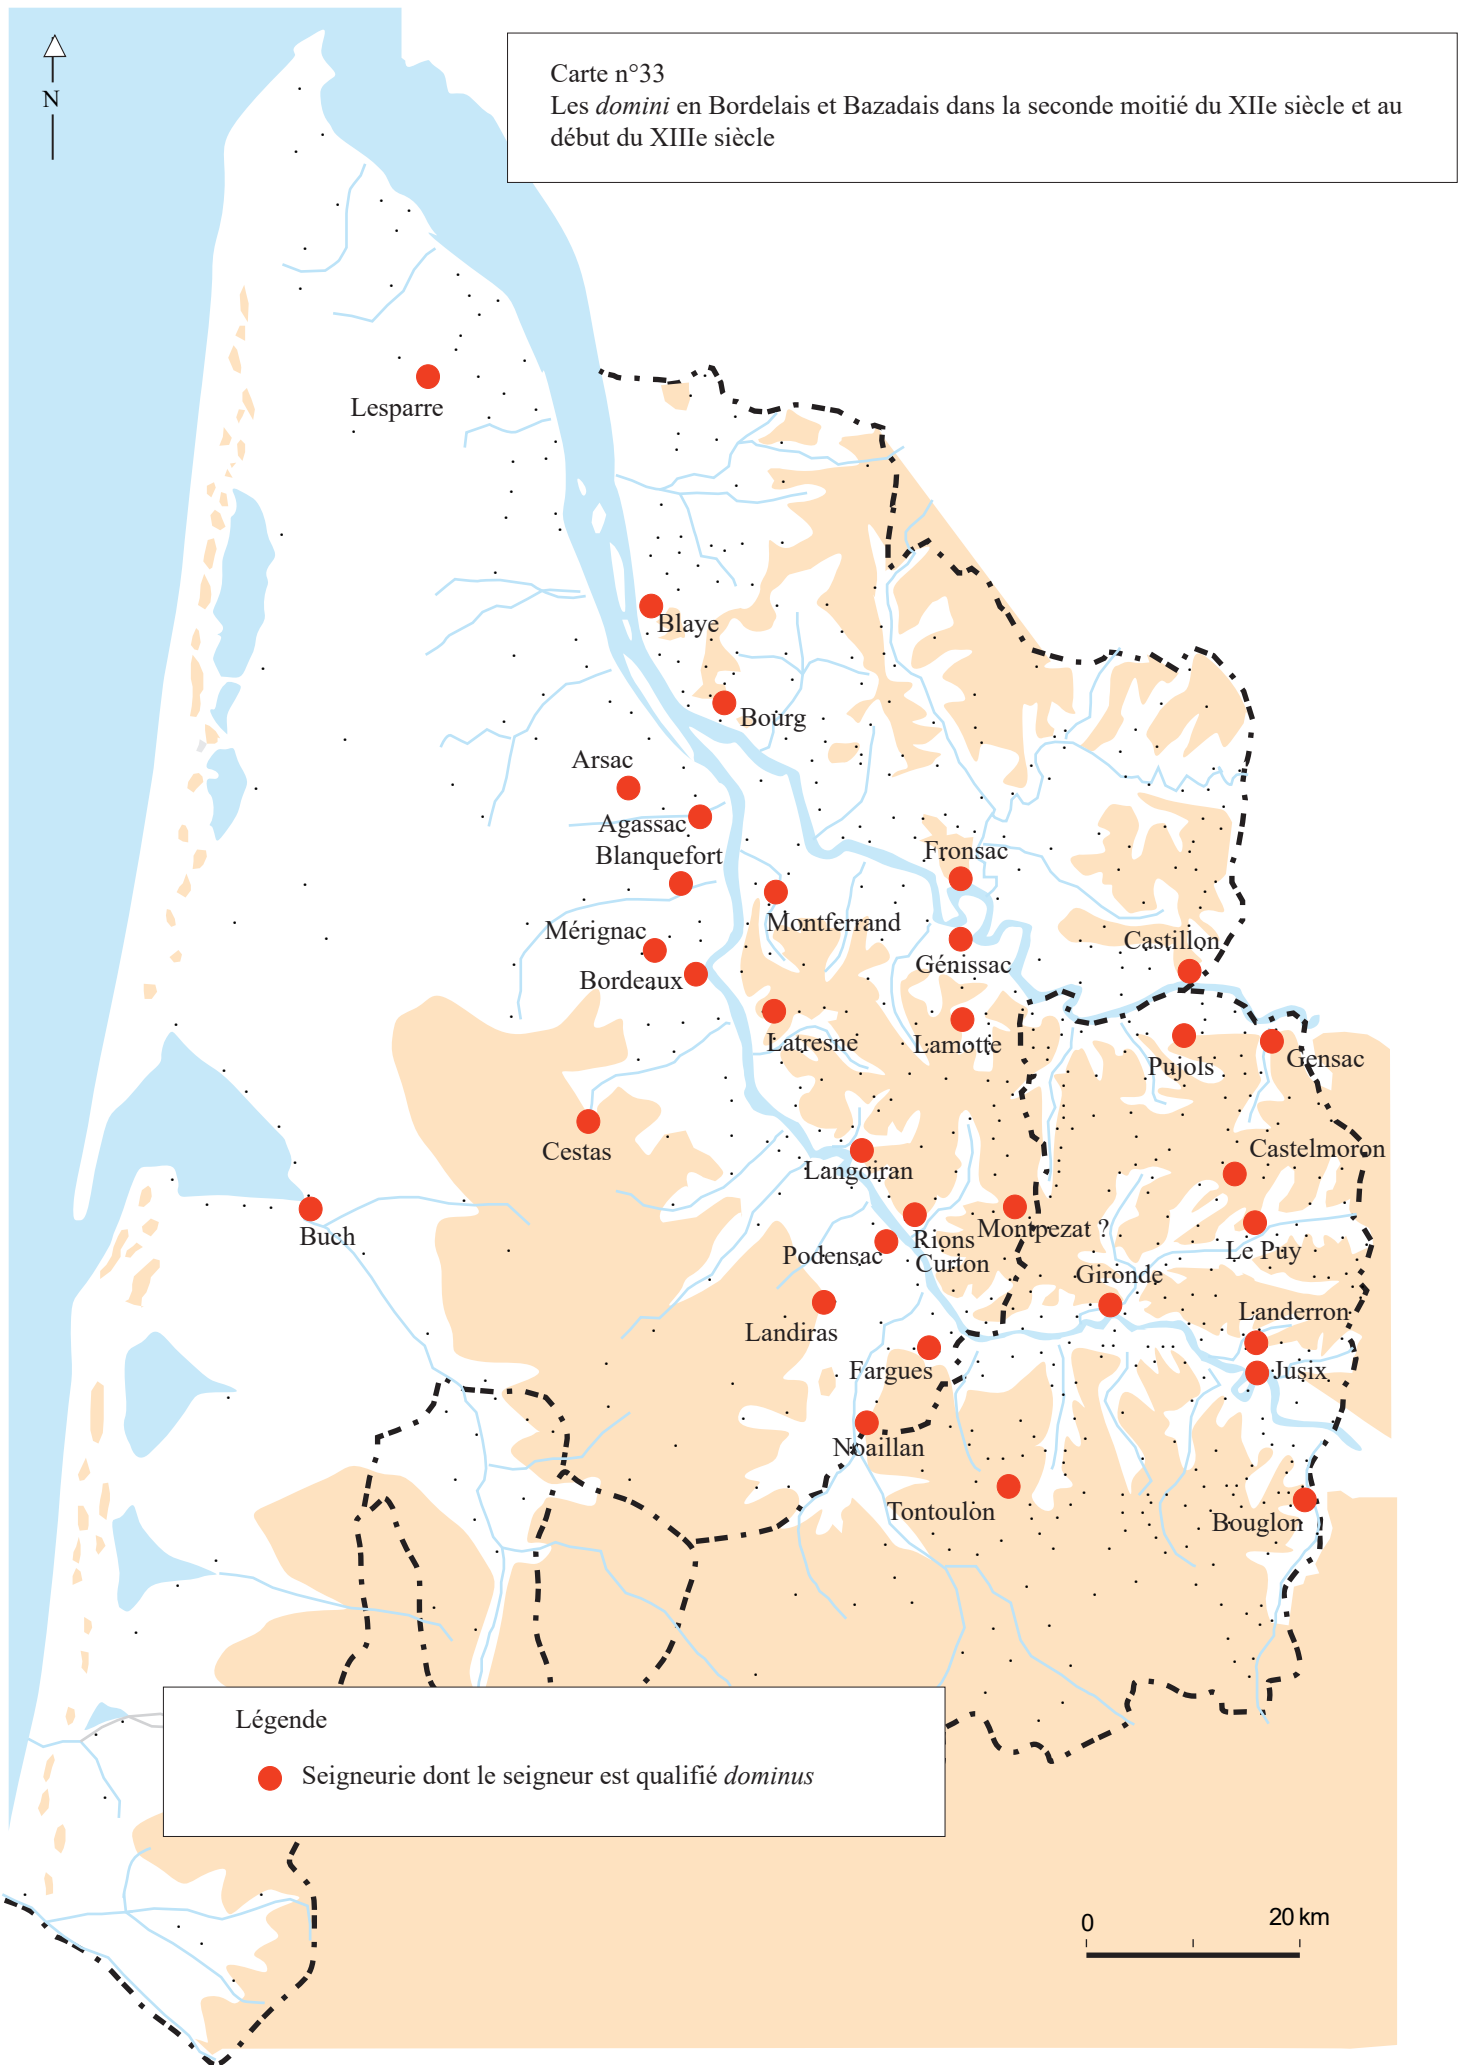 N
Carte n°33
Les domini en Bordelais et Bazadais dans la seconde moitié du XIIe siècle et au
début du XIIIe siècle
Lesparre
Blaye
Bourg
Arsac
Agassac
Blanquefort
Fronsac
Montferrand
Mérignac
Castillon
Génissac
Bordeaux
Latresne
Lamotte
Gensac
Pujols
Cestas
Castelmoron
Langoiran
Montpezat ?
Buch
Rions
Le Puy
Podensac
Curton
Gironde
Landerron
Landiras
Fargues
Jusix
Noaillan
Tontoulon
Bouglon
Légende
Seigneurie dont le seigneur est qualifié dominus
0
20 km